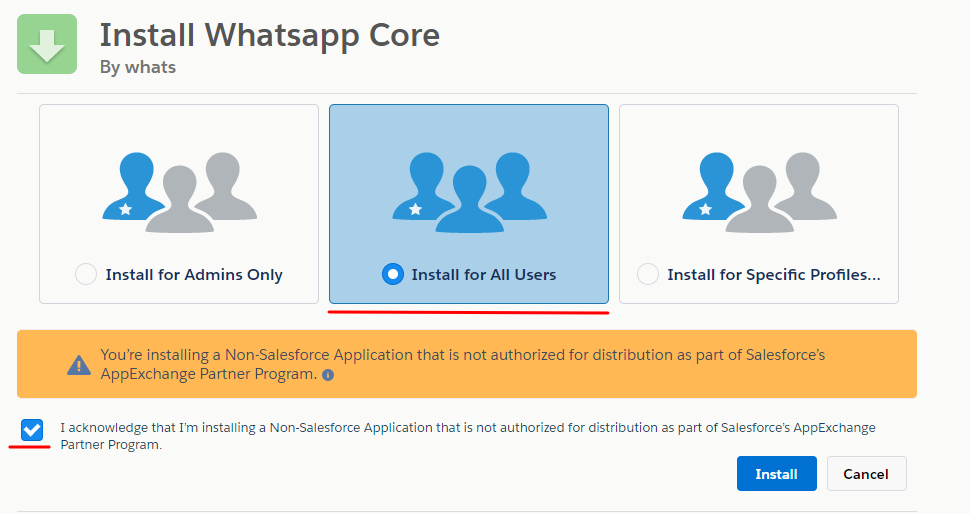 Install Whatsapp Core
By whats
Install for Admins Only
Install for All Users
Install for Specific Profiles...
You're installing a Non-Salesforce Application that is not authorized for distribution as part of Salesforce's
AppExchange Partner Program.
I acknowledge that I'm installing a Non-Salesforce Application that is not authorized for distribution as part of Salesforce's AppExchange
Partner Program.
Install
Cancel